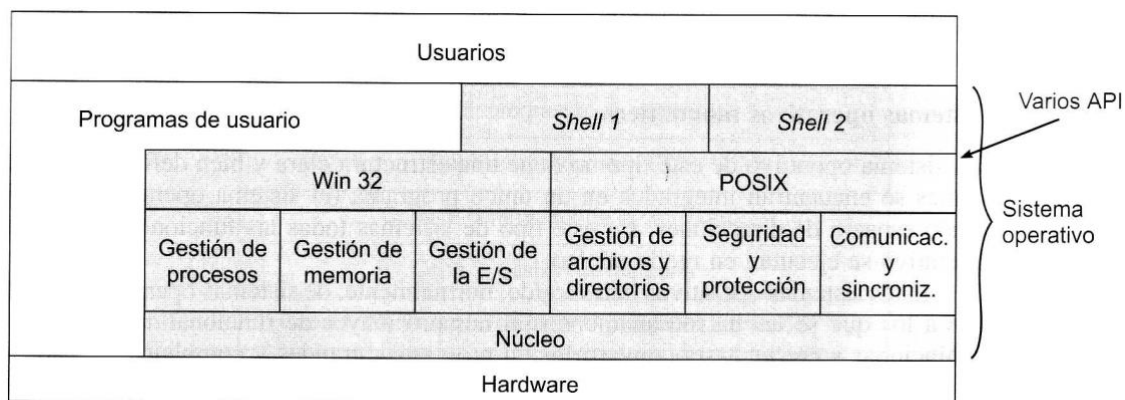 Usuarios
Programas de usuario
Shell 1
Shell 2
Varios API
Win 32
POSIX
Sistema
operativo
Gestión de
procesos
Gestión de
memoria
Gestión de
la E/S
Gestión de
archivos y
directorios
Seguridad
y
protección
Comunicac.
y
sincroniz.
Núcleo
Hardware